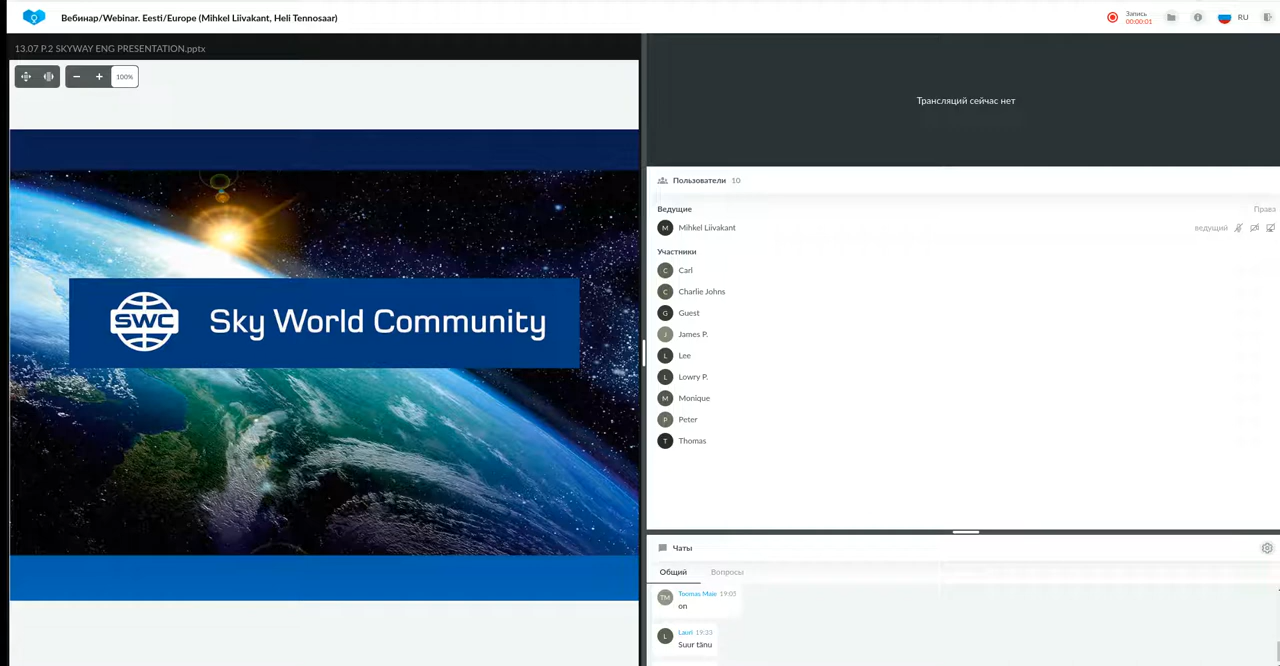 Вебинар/Webinar. Eesti/Europe (Mihkel Liivakant, Heli Tennosaar)
Запись
00:00:01
RU
13.07 P.2 SKYWAY ENG PRESENTATION.pptx
100%
SWC
Sky World Community
Трансляций сейчас нет
Пользователи 10
Ведущие
Права
M
Mihkel Liivakant
ведущий
Участники
C Carl
C Charlie Johns
G Guest
J James P.
L Lee
L Lowry P.
M Monique
P Peter
T Thomas
Чаты
Общий
Вопросы
TM
Toomas Maie 19:05
on
L
Lauri 19:33
Suur tänu